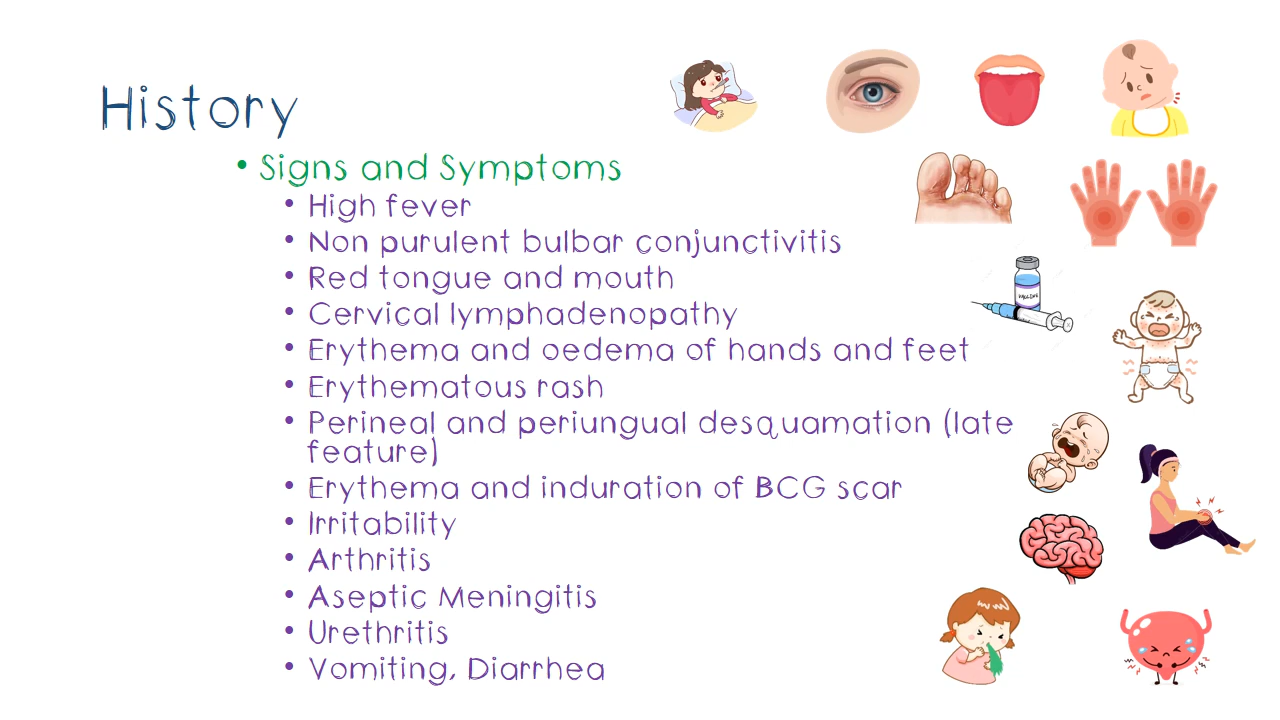 History
• Signs and Symptoms
• High fever
• Non purulent bulbar conjunctivitis
• Red tongue and mouth
• Cervical lymphadenopathy
• Erythema and oedema of hands and feet
• Erythematous rash
• Perineal and periungual desquamation (late
feature)
• Erythema and induration of BCG scar
• Irritability
• Arthritis
• Aseptic Meningitis
• Urethritis
• Vomiting, Diarrhea
VACCINE